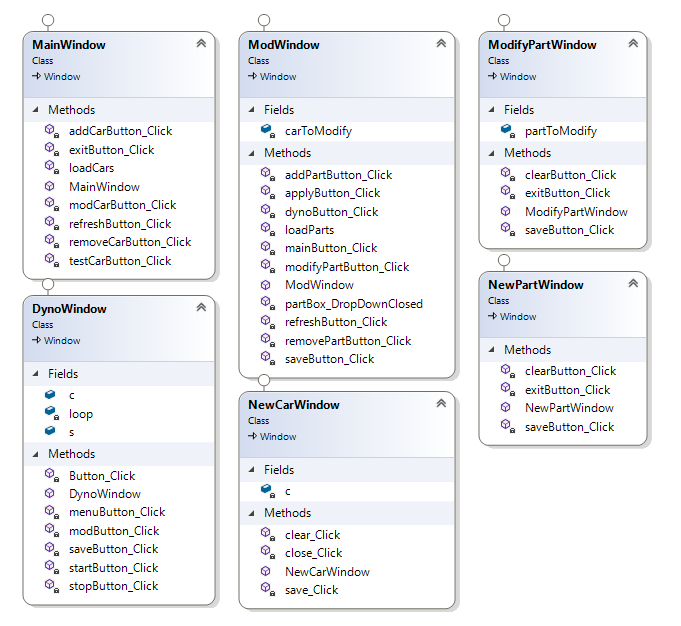 MainWindow
Class
Window
Methods
addCarButton_Click
exitButton_Click
loadCars
MainWindow
modCarButton_Click
refreshButton_Click
removeCarButton_Click
testCarButton_Click
DynoWindow
Class
Window
Fields
c
loop
s
Methods
Button_Click
DynoWindow
menuButton_Click
modButton_Click
saveButton_Click
startButton_Click
stopButton_Click
ModWindow
Class
Window
Fields
carToModify
Methods
addPartButton_Click
applyButton_Click
dynoButton_Click
loadParts
mainButton_Click
modifyPartButton_Click
ModWindow
partBox_DropDownClosed
refreshButton_Click
removePartButton_Click
saveButton_Click
NewCarWindow
Class
Window
Fields
c
Methods
clear_Click
close_Click
NewCarWindow
save_Click
ModifyPartWindow
Class
Window
Fields
partToModify
Methods
clearButton_Click
exitButton_Click
ModifyPartWindow
saveButton_Click
NewPartWindow
Class
Window
Methods
clearButton_Click
exitButton_Click
NewPartWindow
saveButton_Click